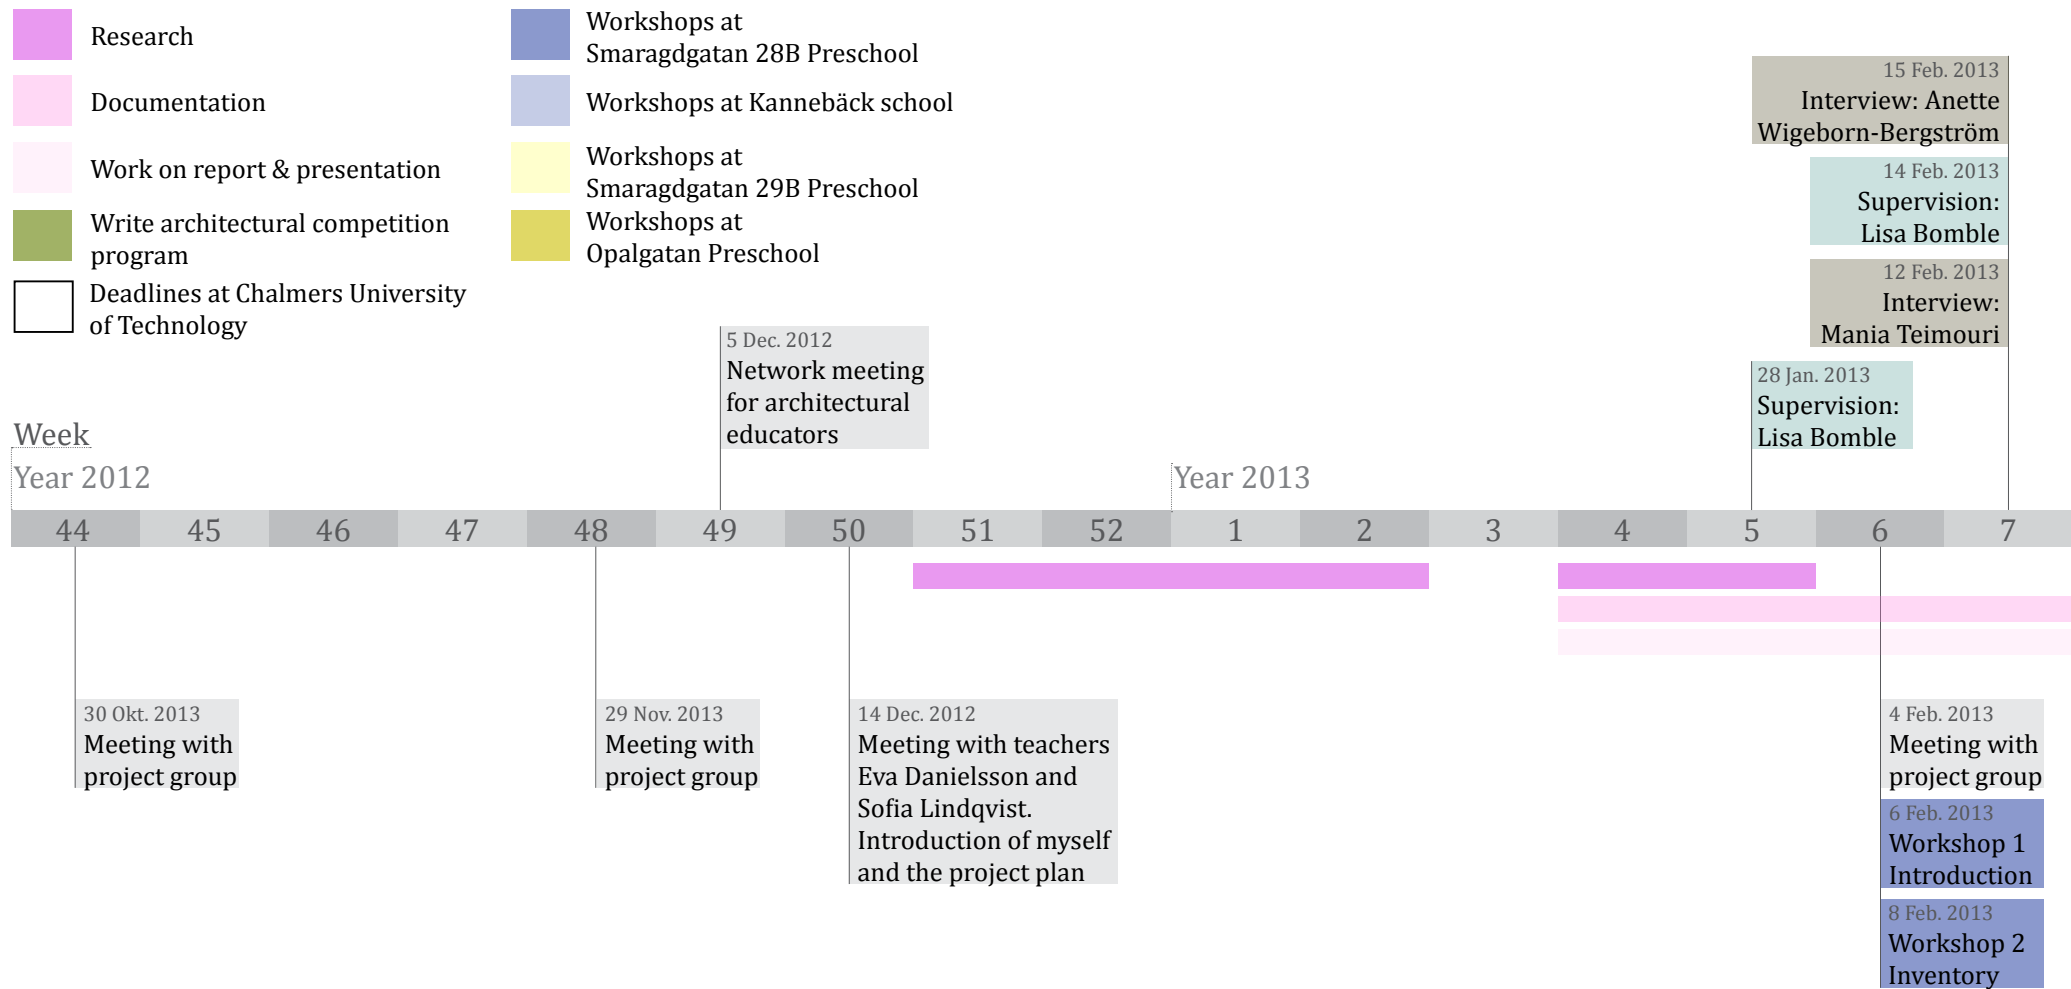 Research
Documentation
Work on report & presentation
Write architectural competition
program
Deadlines at Chalmers University
of Technology
Workshops at
Smaragdgatan 28B Preschool
Workshops at Kannebäck school
Workshops at
Smaragdgatan 29B Preschool
Workshops at
Opalgatan Preschool
15 Feb. 2013
Interview: Anette
Wigeborn-Bergström
14 Feb. 2013
Supervision:
Lisa Bomble
12 Feb. 2013
Interview:
Mania Teimouri
28 Jan. 2013
Supervision:
Lisa Bomble
5 Dec. 2012
Network meeting
for architectural
educators
Week
Year 2012
Year 2013
44 45 46 47 48 49 50 51 52 1 2 3 4 5 6 7
30 Okt. 2013
Meeting with
project group
29 Nov. 2013
Meeting with
project group
14 Dec. 2012
Meeting with teachers
Eva Danielsson and
Sofia Lindqvist.
Introduction of myself
and the project plan
4 Feb. 2013
Meeting with
project group
6 Feb. 2013
Workshop 1
Introduction
8 Feb. 2013
Workshop 2
Inventory